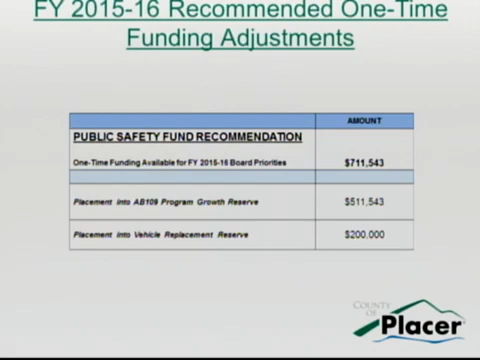 FY 2015-16 Recommended One-Time
Funding Adjustments
AMOUNT
PUBLIC SAFETY FUND RECOMMENDATION
One-Time Funding Available for FY 2015-16 Board Priorities $711,543
Placement into AB109 Program Growth Reserve $511,543
Placement into Vehicle Replacement Reserve $200,000
COUNTY
OF
Placer